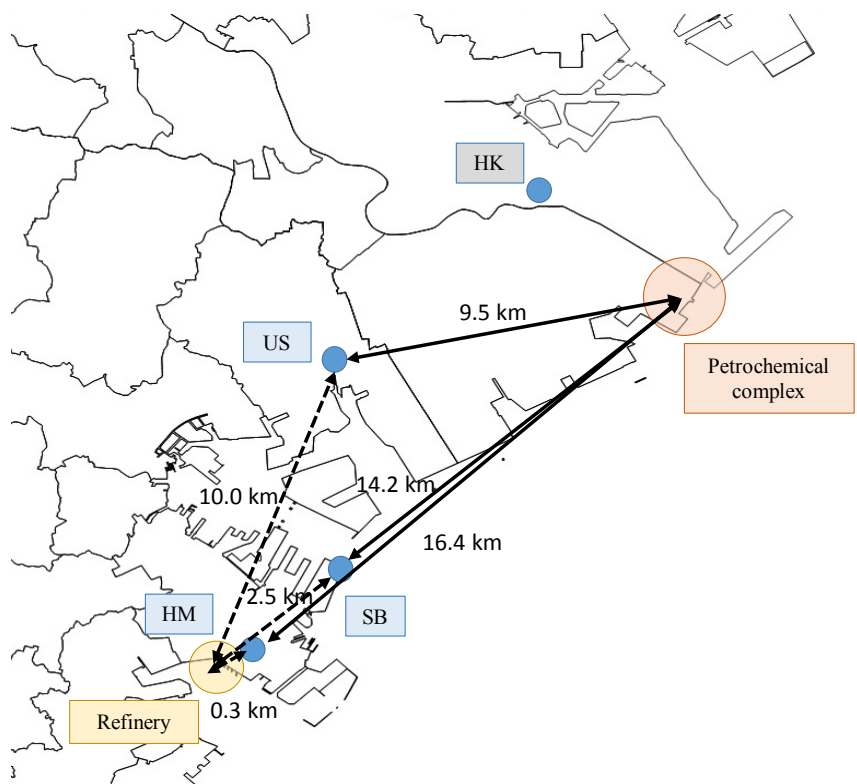 HK
9.5 km
US
Petrochemical
complex
10.0 km
14.2 km
16.4 km
2.5 km
HM
SB
Refinery
0.3 km